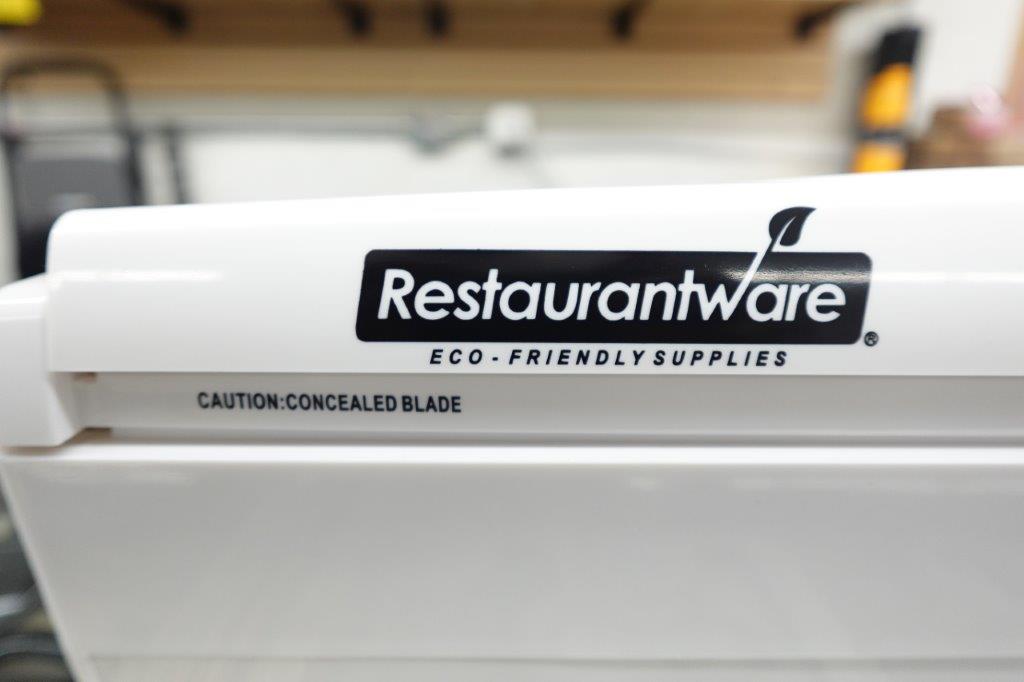 Restaurantware®
ECO-FRIENDLY SUPPLIES
CAUTION:CONCEALED BLADE